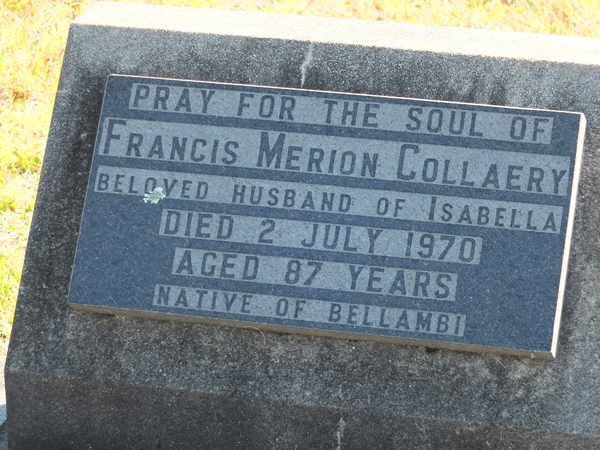 PRAY FOR THE SOUL OF
FRANCIS MERION COLLAERY
BELOVED HUSBAND OF ISABELLA
DIED 2 JULY 1970
AGED 87 YEARS
NATIVE OF BELLAMBI